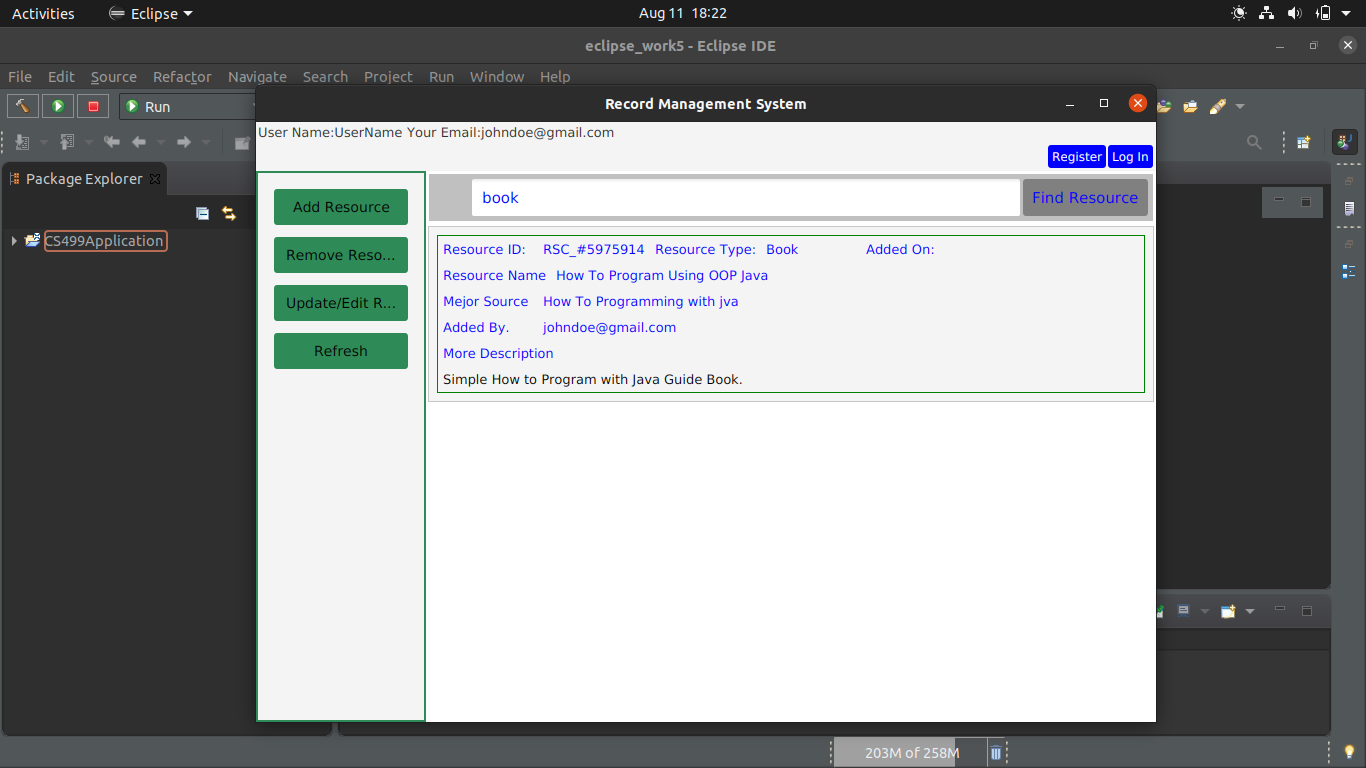 Activities Eclipse Aug 11 18:22
eclipse_work5 - Eclipse IDE
File Edit Source Refactor Navigate Search Project Run Window Help
Run
Record Management System
User Name:UserName Your Email:johndoe@gmail.com
Register Log In
Package Explorer
CS499Application
Add Resource
Remove Reso...
Update/Edit R...
Refresh
book Find Resource
Resource ID: RSC_#5975914 Resource Type: Book Added On:
Resource Name How To Program Using OOP Java
Mejor Source How To Programming with jva
Added By. johndoe@gmail.com
More Description
Simple How to Program with Java Guide Book.
203M of 258M